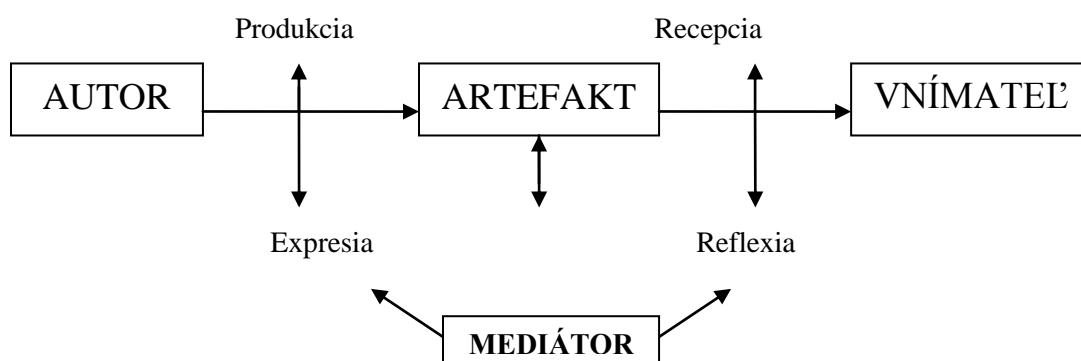 Produkcia
Recepcia
AUTOR
ARTEFAKT
VNÍMATEĽ
Expresia
Reflexia
MEDIÁTOR